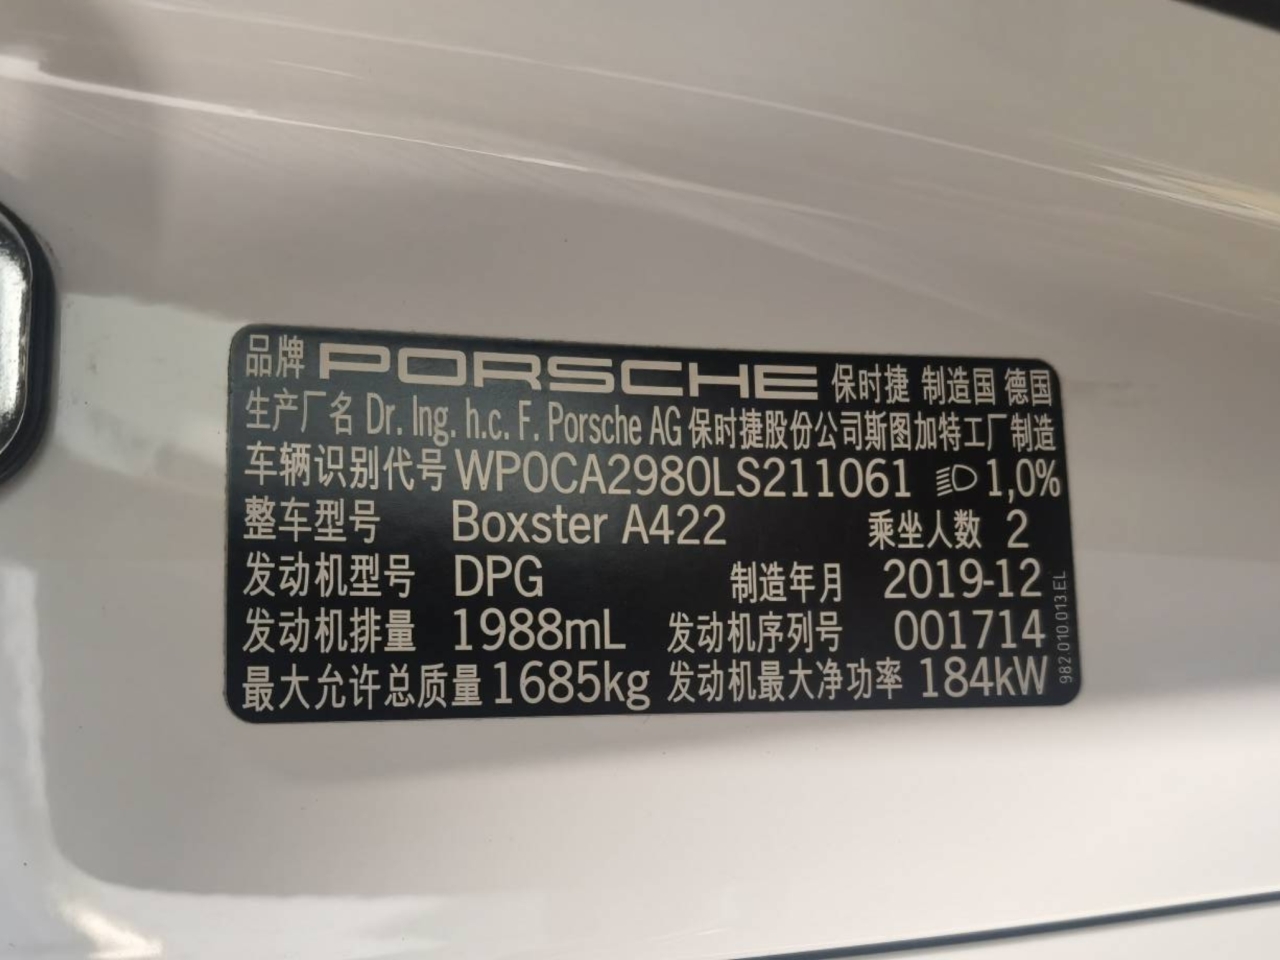 品牌 PORSCHE 保时捷 制造国 德国
生产厂名 Dr. Ing. h.c. F. Porsche AG 保时捷股份公司斯图加特工厂制造
车辆识别代号 WP0CA2980LS211061 1,0%
整车型号 Boxster A422 乘坐人数 2
发动机型号 DPG 制造年月 2019-12
发动机排量 1988mL 发动机序列号 001714
最大允许总质量 1685kg 发动机最大净功率 184kW
982.010.013 EL